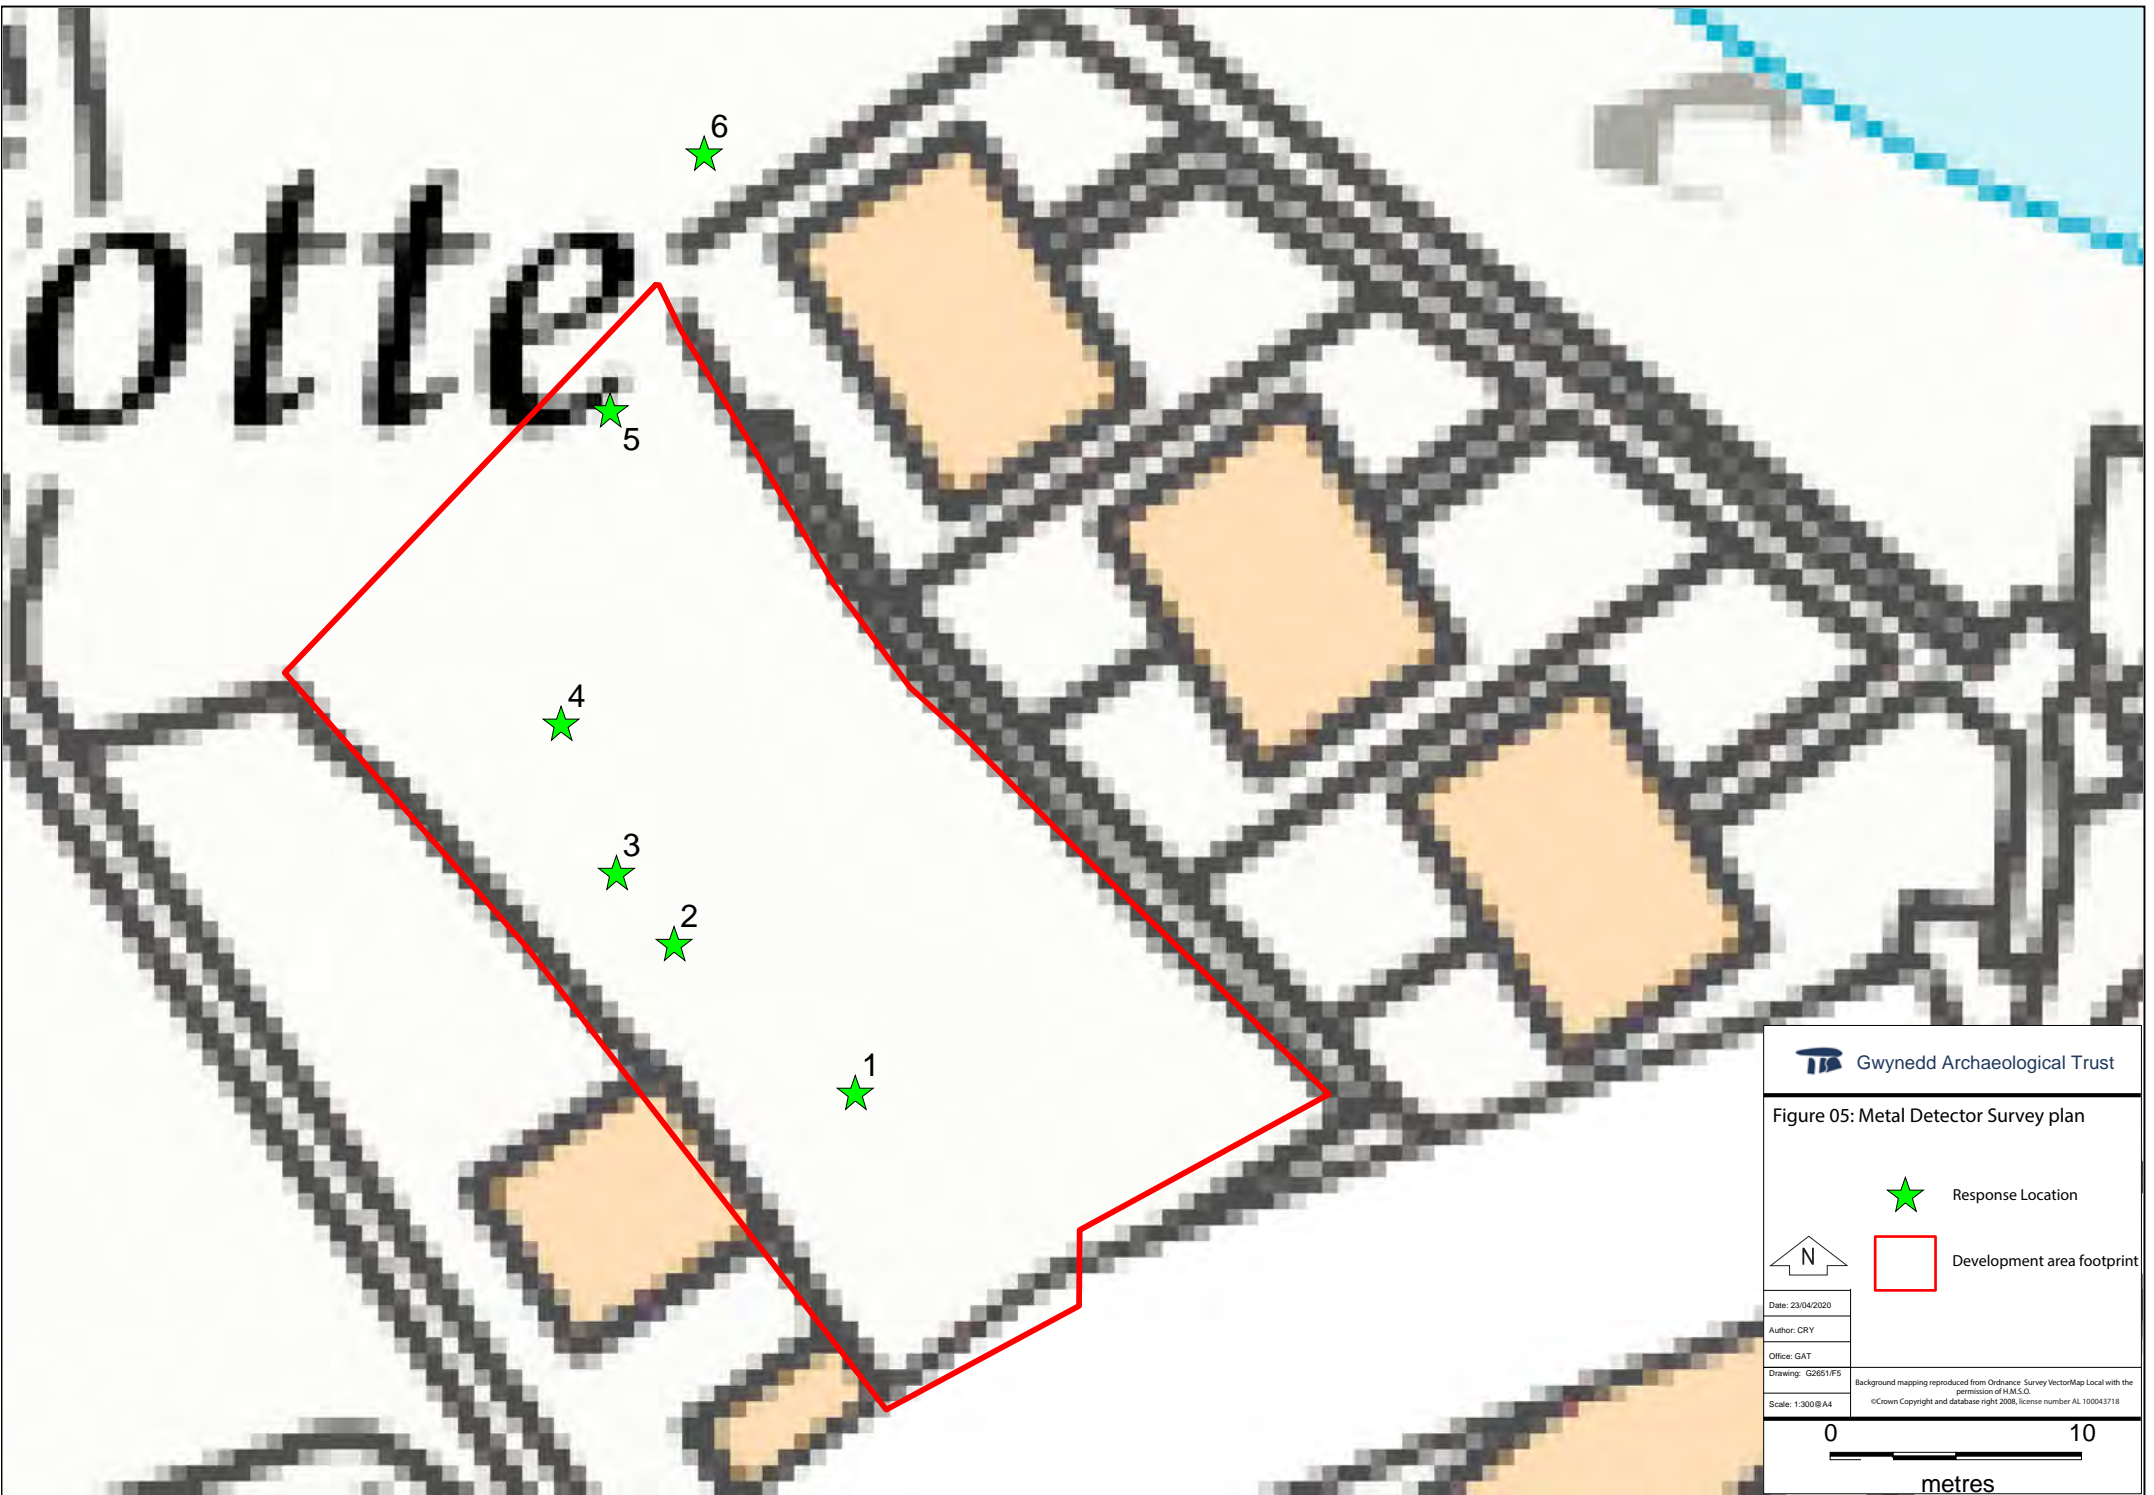 6
otte
5
4
3
2
1
Gwynedd Archaeological Trust
Figure 05: Metal Detector Survey plan
Response Location
N
Development area footprint
Date: 23/04/2020
Author: CRY
Office: GAT
Drawing: G2651/F5
Scale: 1:300@A4
Background mapping reproduced from Ordnance Survey VectorMap Local with the
permission of H.M.S.O.
©Crown Copyright and database right 2008, license number AL 100043718
0 10
metres